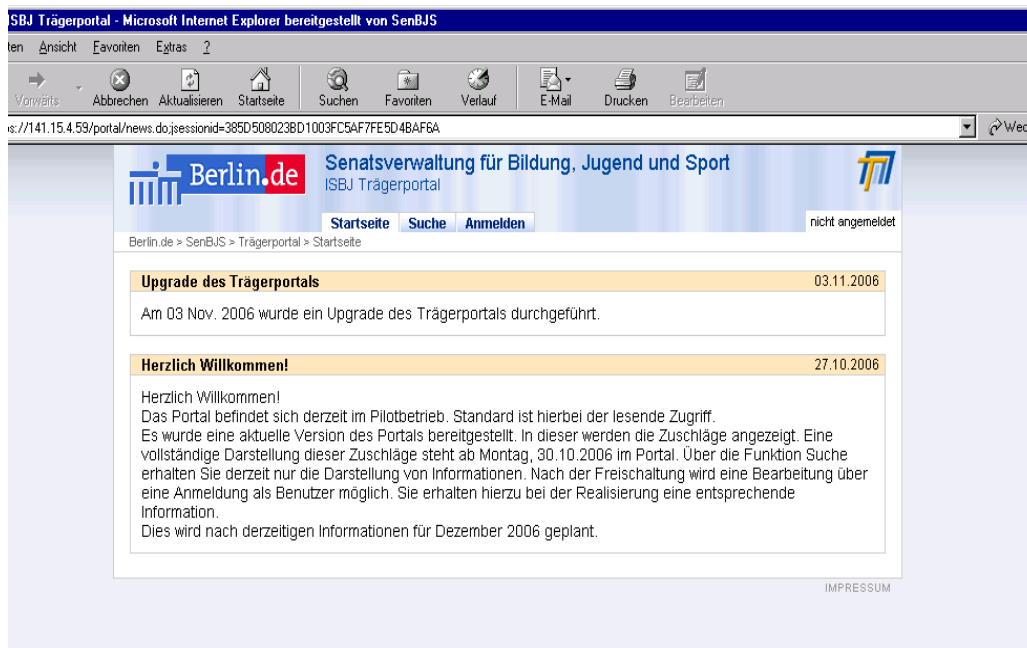 SBJ Trägerportal - Microsoft Internet Explorer bereitgestellt von SenBJS
ten Ansicht Favoriten Extras ?
Vorwärts Abbrechen Aktualisieren Startseite Suchen Favoriten Verlauf E-Mail Drucken Bearbeiten
os://141.15.4.59/portal/news.do;jsessionid=385D508023BD1003FC5AF7FE5D4BAF6A Wec
Berlin.de Senatsverwaltung für Bildung, Jugend und Sport
ISBJ Trägerportal
Startseite Suche Anmelden nicht angemeldet
Berlin.de > SenBJS > Trägerportal > Startseite
Upgrade des Trägerportals 03.11.2006
Am 03 Nov. 2006 wurde ein Upgrade des Trägerportals durchgeführt.
Herzlich Willkommen! 27.10.2006
Herzlich Willkommen!
Das Portal befindet sich derzeit im Pilotbetrieb. Standard ist hierbei der lesende Zugriff.
Es wurde eine aktuelle Version des Portals bereitgestellt. In dieser werden die Zuschläge angezeigt. Eine
vollständige Darstellung dieser Zuschläge steht ab Montag, 30.10.2006 im Portal. Über die Funktion Suche
erhalten Sie derzeit nur die Darstellung von Informationen. Nach der Freischaltung wird eine Bearbeitung über
eine Anmeldung als Benutzer möglich. Sie erhalten hierzu bei der Realisierung eine entsprechende
Information.
Dies wird nach derzeitigen Informationen für Dezember 2006 geplant.
IMPRESSUM